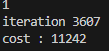 1
iteration 3607
cost : 11242